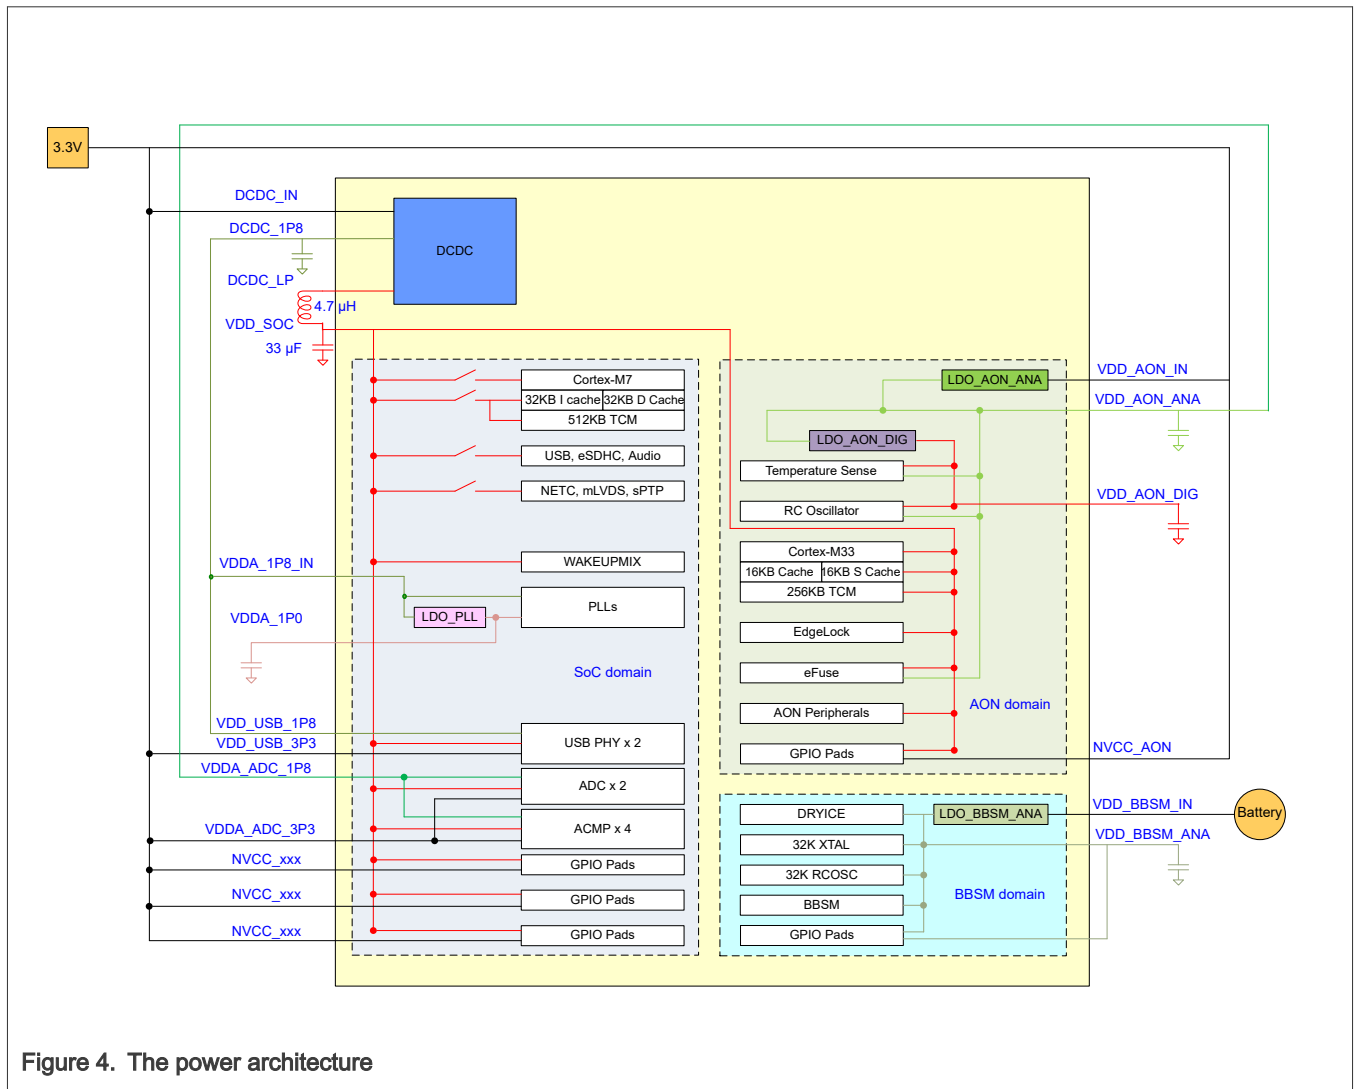 3.3V
DCDC_IN
DCDC_1P8
DCDC
DCDC_LP
4.7 µH
VDD_SOC
33 µF
Cortex-M7
32KB I cache 32KB D Cache
512KB TCM
USB, eSDHC, Audio
NETC, mLVDS, sPTP
WAKEUPMIX
VDDA_1P8_IN
PLLs
LDO_PLL
VDDA_1P0
SoC domain
VDD_USB_1P8
VDD_USB_3P3
USB PHY x 2
VDDA_ADC_1P8
ADC x 2
VDDA_ADC_3P3
ACMP x 4
NVCC_xxx
GPIO Pads
NVCC_xxx
GPIO Pads
NVCC_xxx
GPIO Pads
LDO_AON_ANA
VDD_AON_IN
VDD_AON_ANA
LDO_AON_DIG
Temperature Sense
VDD_AON_DIG
RC Oscillator
Cortex-M33
16KB Cache 16KB S Cache
256KB TCM
EdgeLock
eFuse
AON Peripherals
AON domain
GPIO Pads
NVCC_AON
DRYICE
LDO_BBSM_ANA
VDD_BBSM_IN
Battery
VDD_BBSM_ANA
32K XTAL
32K RCOSC
BBSM
BBSM domain
GPIO Pads
Figure 4. The power architecture